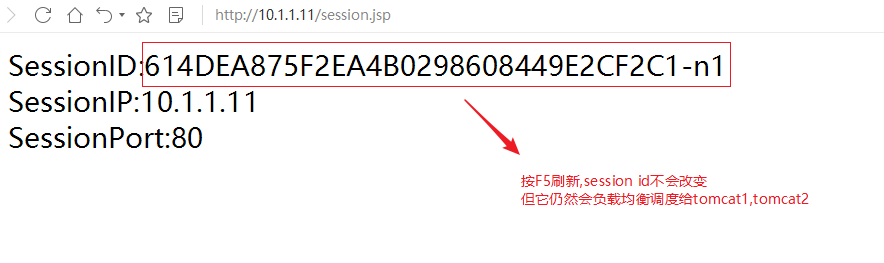 http://10.1.1.11/session.jsp
SessionID:614DEA875F2EA4B0298608449E2CF2C1-n1
SessionIP:10.1.1.11
SessionPort:80
按F5刷新,session id不会改变
但它仍然会负载均衡调度给tomcat1,tomcat2